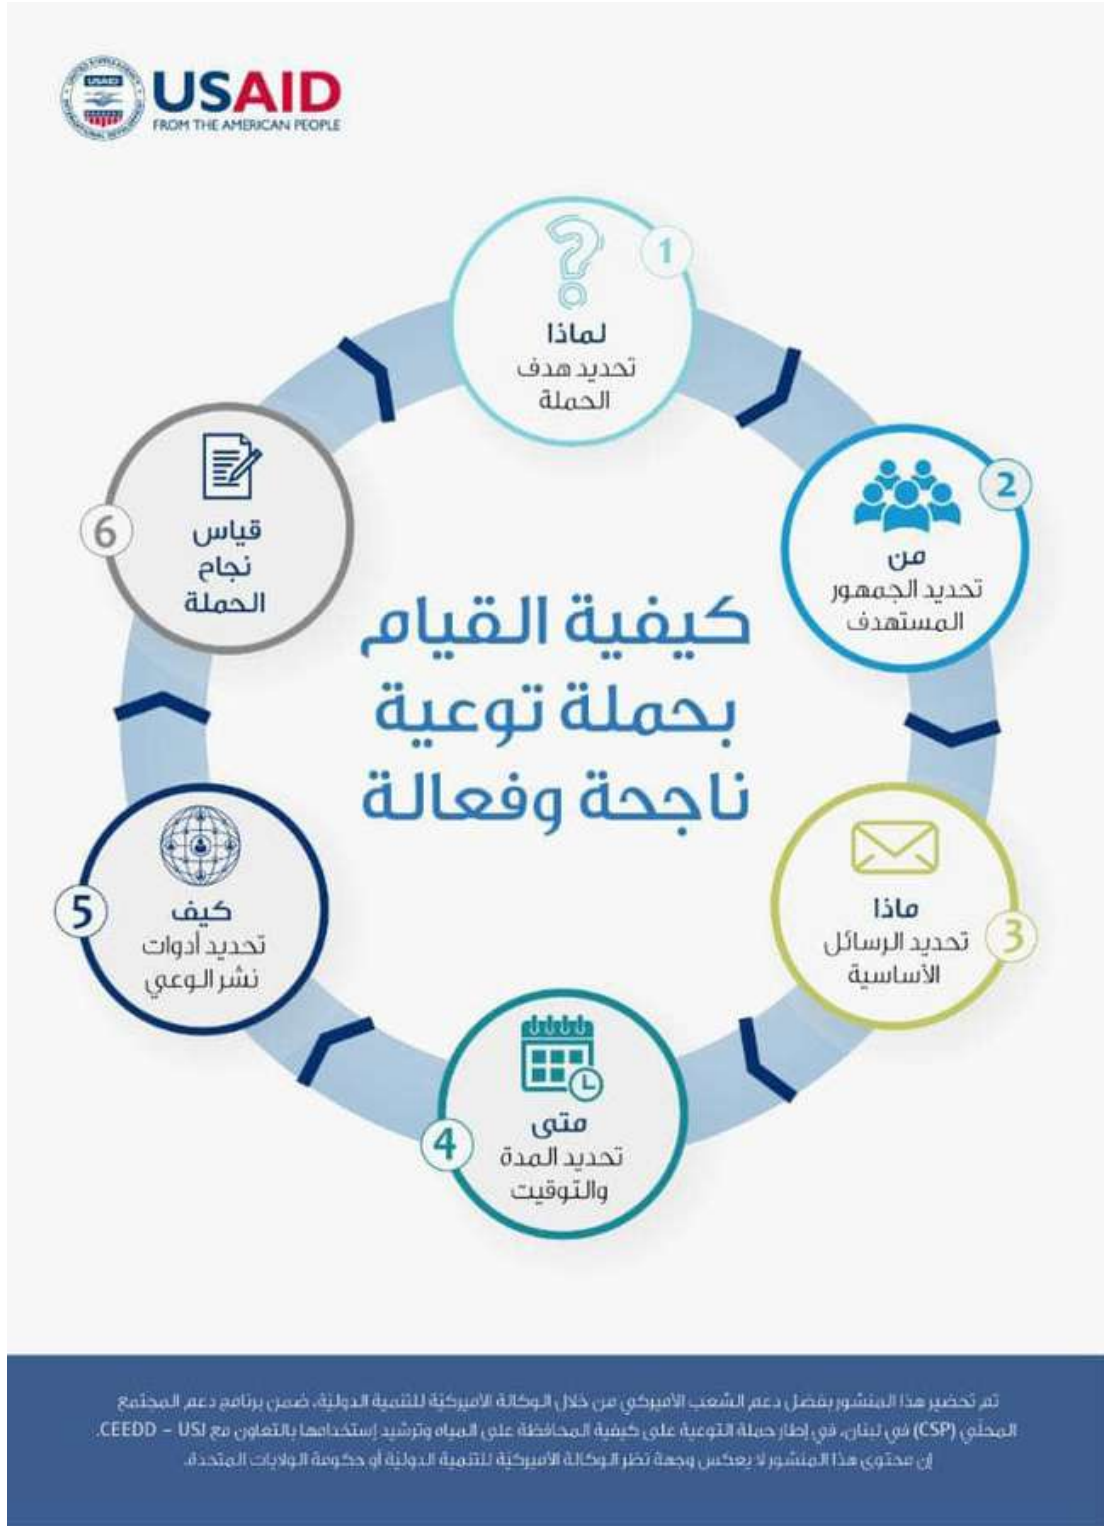 USAID
FROM THE AMERICAN PEOPLE
1
لماذا
تحديد هدف
الحملة
2
من
تحديد الجمهور
المستهدف
3
ماذا
تحديد الرسائل
الأساسية
4
متى
تحديد المدة
والتوقيت
5
كيف
تحديد أدوات
نشر الوعي
6
قياس
نجاح
الحملة
كيفية القيام
بحملة توعية
ناجحة وفعالة
تم تحضير هذا المنشور بفضل دعم الشعب الأميركي من خلال الوكالة الأميركية للتنمية الدولية، ضمن برنامج دعم المجتمع
المحلّي (CSP) في لبنان، في إطار حملة التوعية على كيفية المحافظة على المياه وترشيد إستخدامها بالتعاون مع CEEDD – USJ.
إن محتوى هذا المنشور لا يعكس وجهة نظر الوكالة الأميركية للتنمية الدولية أو حكومة الولايات المتحدة.